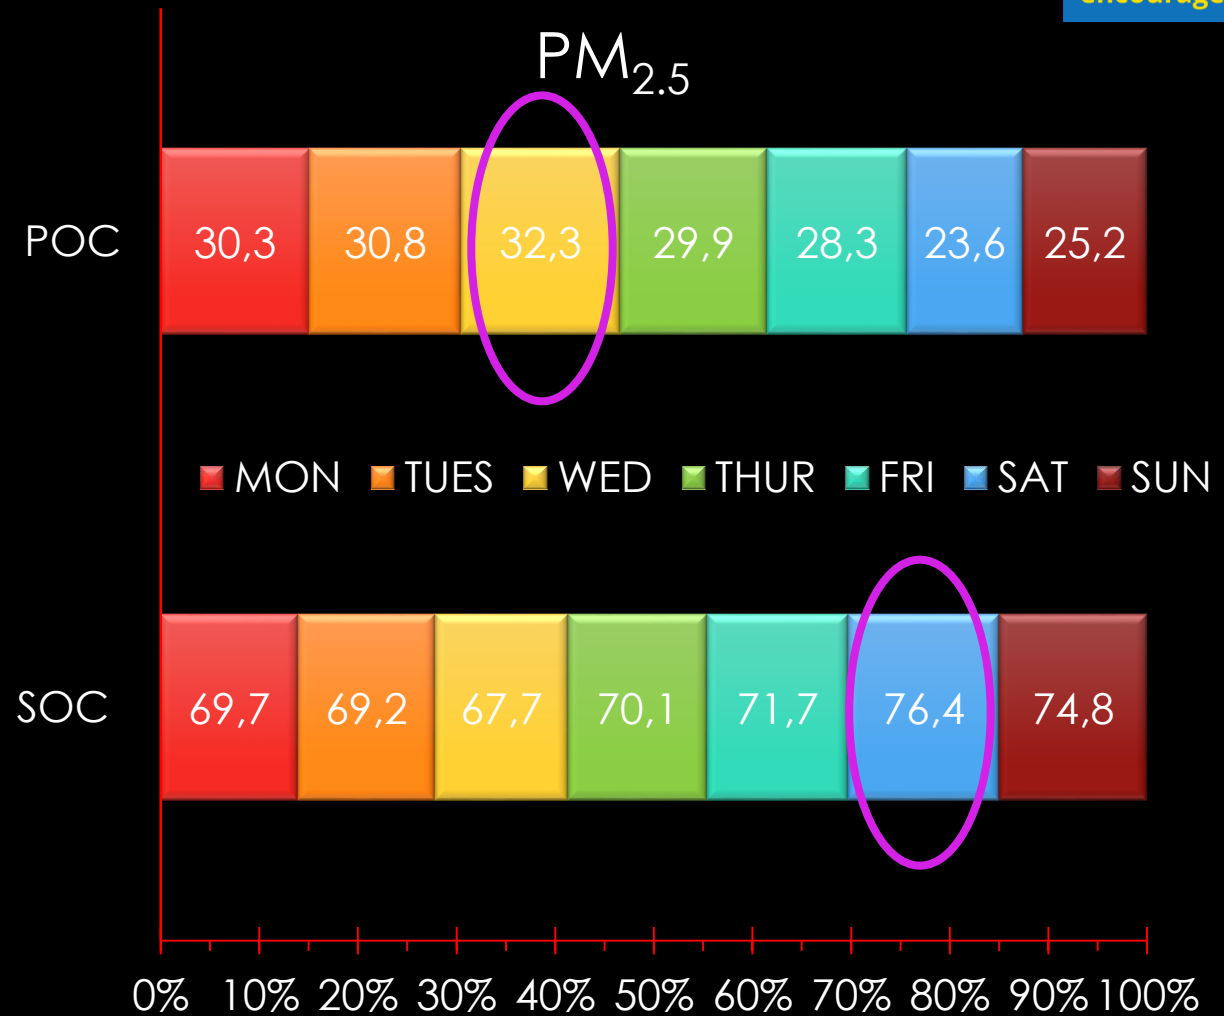 encourage
PM2.5
POC 30,3 30,8 32,3 29,9 28,3 23,6 25,2
MON TUES WED THUR FRI SAT SUN
SOC 69,7 69,2 67,7 70,1 71,7 76,4 74,8
0% 10% 20% 30% 40% 50% 60% 70% 80% 90% 100%